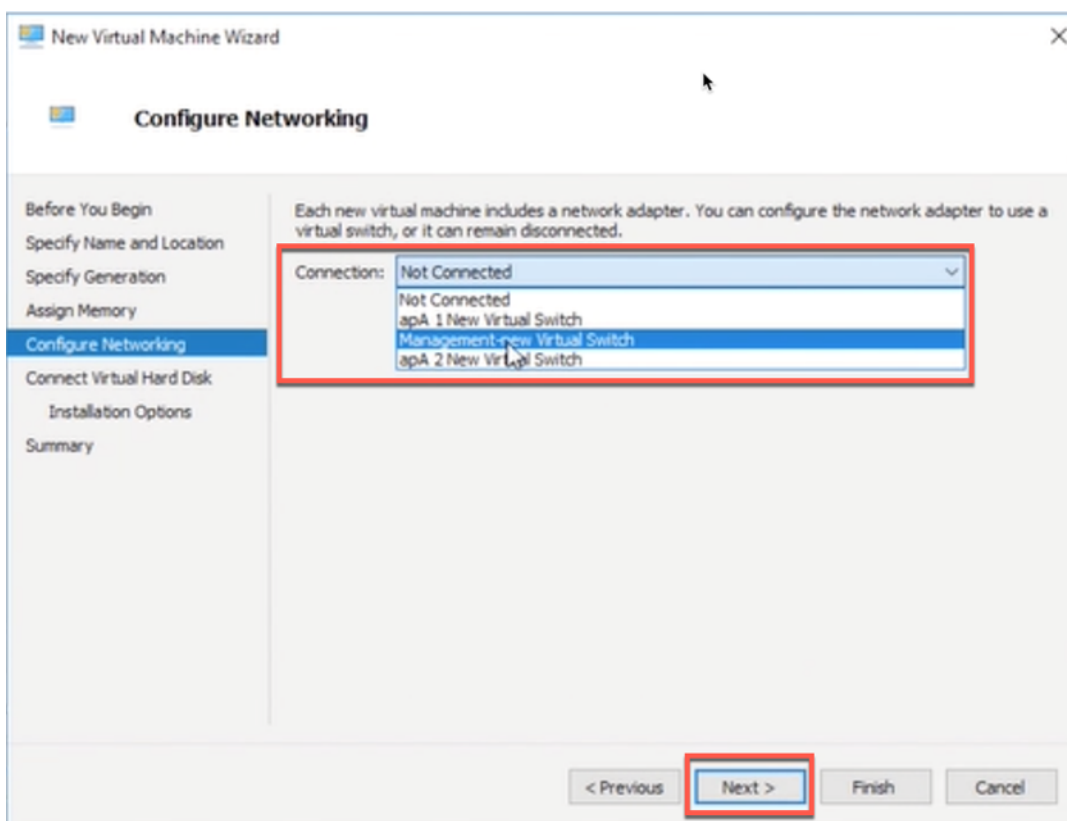 New Virtual Machine Wizard
Configure Networking
Before You Begin
Specify Name and Location
Specify Generation
Assign Memory
Configure Networking
Connect Virtual Hard Disk
Installation Options
Summary
Each new virtual machine includes a network adapter. You can configure the network adapter to use a
virtual switch, or it can remain disconnected.
Connection: Not Connected
Not Connected
apA 1 New Virtual Switch
Management-new Virtual Switch
apA 2 New Virtual Switch
< Previous
Next >
Finish
Cancel